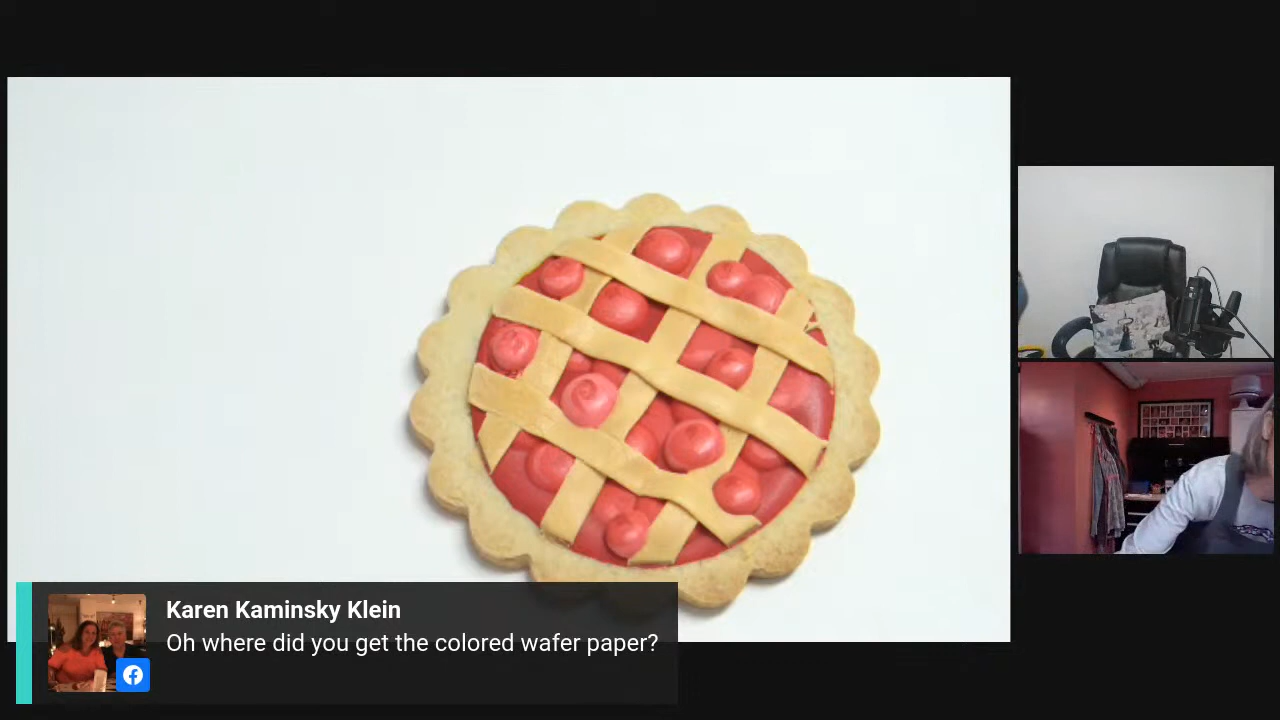 Karen Kaminsky Klein
Oh where did you get the colored wafer paper?